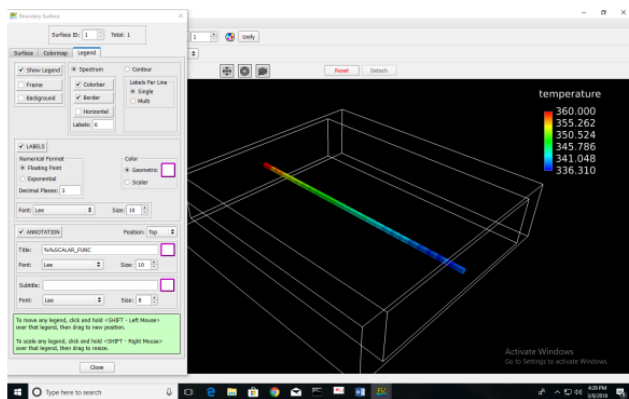 Boundary Surface
Surface ID: 1 Total: 1
Surface Colormap Legend
Show Legend
Frame
Background
Spectrum
Contour
Colorbar
Border
Horizontal
Labels: 6
Labels Per Line
Single
Multi
LABELS
Numerical Format
Floating Point
Exponential
Decimal Places: 3
Color
Geometric
Scalar
Font: Lee Size: 10
ANNOTATION Position: Top
Title: %%SCALAR_FUNC
Font: Lee Size: 10
Subtitle:
Font: Lee Size: 8
To move any legend, click and hold <SHIFT - Left Mouse>
over that legend, then drag to new position.
To scale any legend, click and hold <SHIFT - Right Mouse>
over that legend, then drag to resize.
Close
1 Unify
Reset Detach
temperature
360.000
355.262
350.524
345.786
341.048
336.310
Activate Windows
Go to Settings to activate Windows.
Type here to search
4:29 PM
3/8/2018